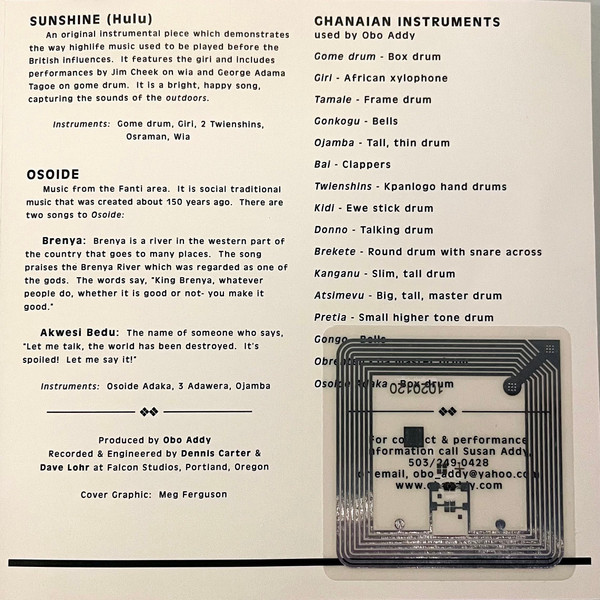 SUNSHINE (Hulu)
An original instrumental piece which demonstrates
the way highlife music used to be played before the
British influences. It features the giri and includes
performances by Jim Cheek on wia and George Adama
Tagoe on gome drum. It is a bright, happy song,
capturing the sounds of the outdoors.
Instruments: Gome drum, Giri, 2 Twienshins,
Osraman, Wia
OSOIDE
Music from the Fanti area. It is social traditional
music that was created about 150 years ago. There are
two songs to Osoide:
Brenya: Brenya is a river in the western part of
the country that goes to many places. The song
praises the Brenya River which was regarded as one of
the gods. The words say, "King Brenya, whatever
people do, whether it is good or not- you make it
good."
Akwesi Bedu: The name of someone who says,
"Let me talk, the world has been destroyed. It's
spoiled! Let me say it!"
Instruments: Osoide Adaka, 3 Adawera, Ojamba
Produced by Obo Addy
Recorded & Engineered by Dennis Carter &
Dave Lohr at Falcon Studios, Portland, Oregon
Cover Graphic: Meg Ferguson
GHANAIAN INSTRUMENTS
used by Obo Addy
Gome drum - Box drum
Giri - African xylophone
Tamale - Frame drum
Gonkogu - Bells
Ojamba - Tall, thin drum
Bal - Clappers
Twienshins - Kpanlogo hand drums
Kidi - Ewe stick drum
Donno - Talking drum
Brekete - Round drum with snare across
Kanganu - Slim, tall drum
Atsimevu - Big, tall, master drum
Pretia - Small higher tone drum
Gongo - Bells
master drum
Osoide Adaka - Box drum
1020120
For & performance
information call Susan Addy,
503/249-0428
email, obo_addy@yahoo.com